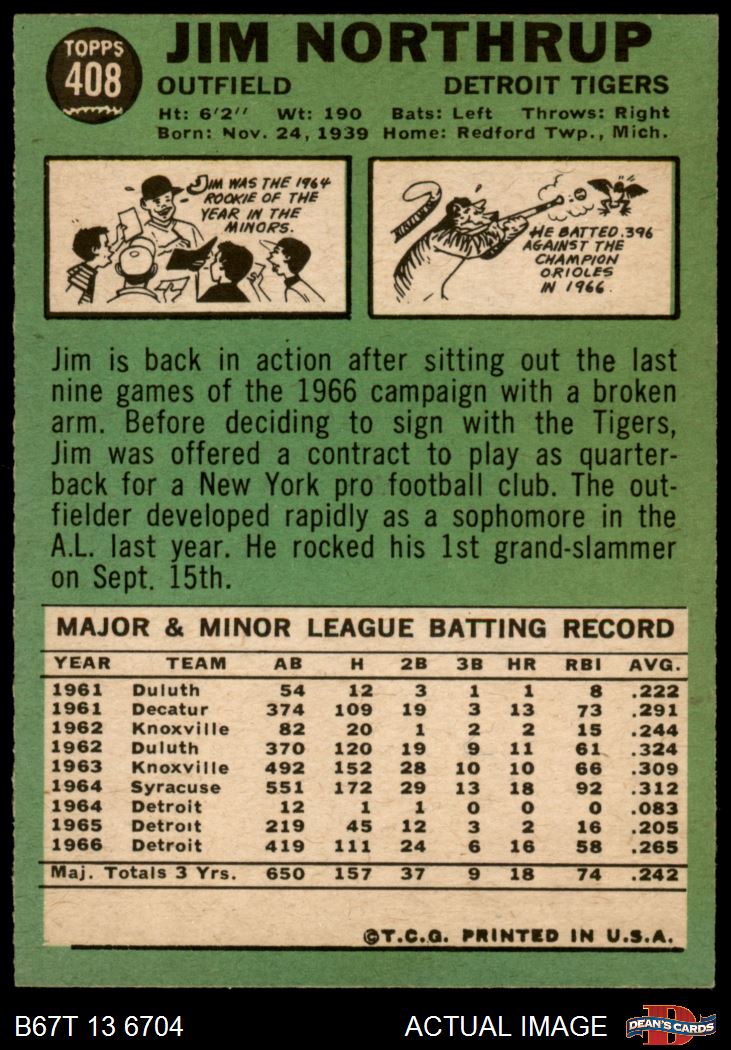 TOPPS
408
JIM NORTHRUP
OUTFIELD DETROIT TIGERS
Ht: 6'2'' Wt: 190 Bats: Left Throws: Right
Born: Nov. 24, 1939 Home: Redford Twp., Mich.
JIM WAS THE 1964
ROOKIE OF THE
YEAR IN THE
MINORS.
HE BATTED .396
AGAINST THE
CHAMPION
ORIOLES
IN 1966.
Jim is back in action after sitting out the last
nine games of the 1966 campaign with a broken
arm. Before deciding to sign with the Tigers,
Jim was offered a contract to play as quarter-
back for a New York pro football club. The out-
fielder developed rapidly as a sophomore in the
A.L. last year. He rocked his 1st grand-slammer
on Sept. 15th.
MAJOR & MINOR LEAGUE BATTING RECORD
YEAR TEAM AB H 2B 3B HR RBI AVG.
1961 Duluth 54 12 3 1 1 8 .222
1961 Decatur 374 109 19 3 13 73 .291
1962 Knoxville 82 20 1 2 2 15 .244
1962 Duluth 370 120 19 9 11 61 .324
1963 Knoxville 492 152 28 10 10 66 .309
1964 Syracuse 551 172 29 13 18 92 .312
1964 Detroit 12 1 1 0 0 0 .083
1965 Detroit 219 45 12 3 2 16 .205
1966 Detroit 419 111 24 6 16 58 .265
Maj. Totals 3 Yrs. 650 157 37 9 18 74 .242
©T.C.G. PRINTED IN U.S.A.
B67T 13 6704 ACTUAL IMAGE
D
DEAN'S CARDS